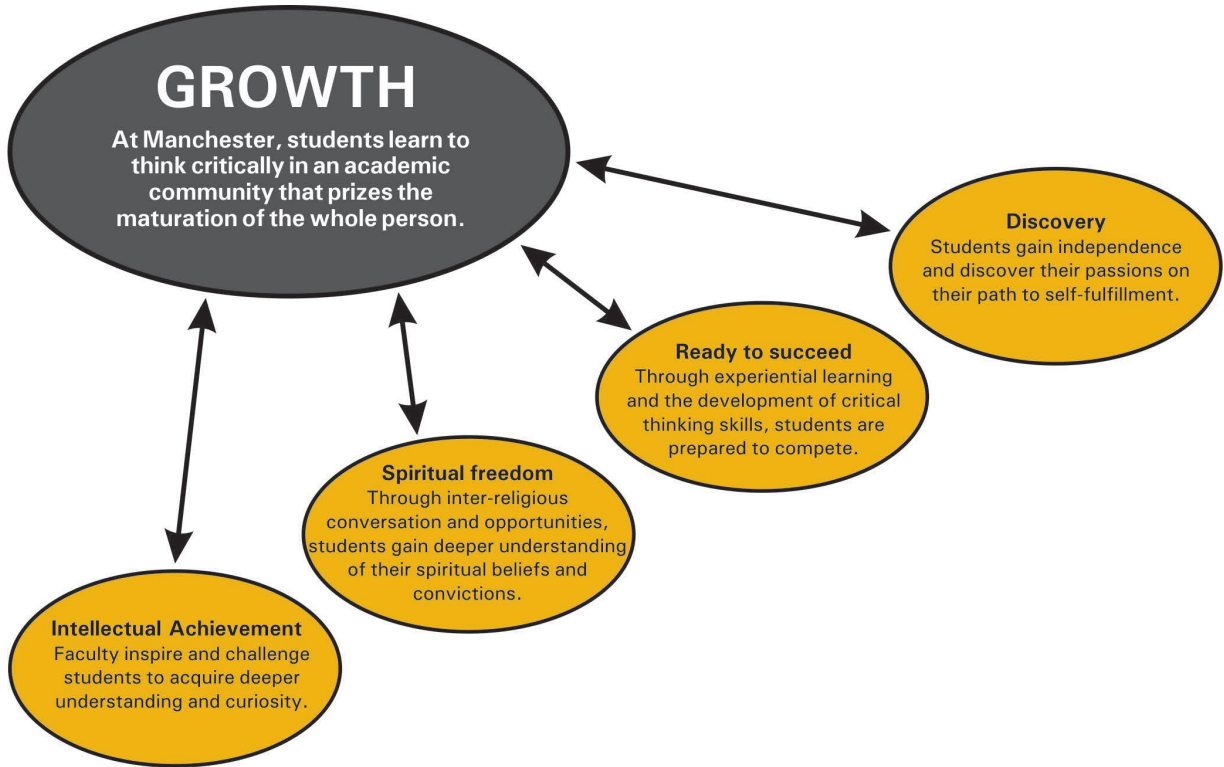 GROWTH
At Manchester, students learn to
think critically in an academic
community that prizes the
maturation of the whole person.
Discovery
Students gain independence
and discover their passions on
their path to self-fulfillment.
Ready to succeed
Through experiential learning
and the development of critical
thinking skills, students are
prepared to compete.
Spiritual freedom
Through inter-religious
conversation and opportunities,
students gain deeper understanding
of their spiritual beliefs and
convictions.
Intellectual Achievement
Faculty inspire and challenge
students to acquire deeper
understanding and curiosity.